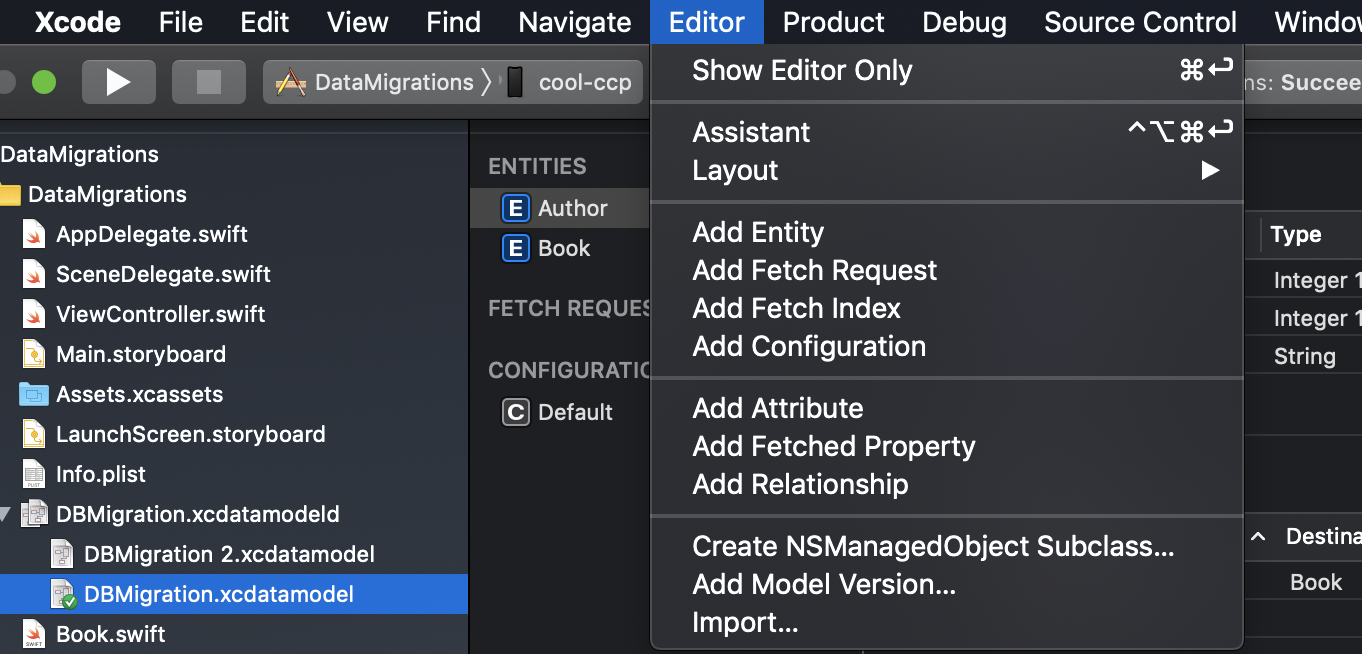 Xcode File Edit View Find Navigate Editor Product Debug Source Control Window
DataMigrations cool-ccp
ns: Succee
Show Editor Only ⌘↩
Assistant ^⌥⌘↩
Layout ▶
Add Entity
Add Fetch Request
Add Fetch Index
Add Configuration
Add Attribute
Add Fetched Property
Add Relationship
Create NSManagedObject Subclass...
Add Model Version...
Import...
DataMigrations
DataMigrations
AppDelegate.swift
SceneDelegate.swift
ViewController.swift
Main.storyboard
Assets.xcassets
LaunchScreen.storyboard
Info.plist
DBMigration.xcdatamodeld
DBMigration 2.xcdatamodel
DBMigration.xcdatamodel
Book.swift
ENTITIES
E Author
E Book
FETCH REQUES
CONFIGURATIO
C Default
Type
Integer 1
Integer 1
String
Destina
Book